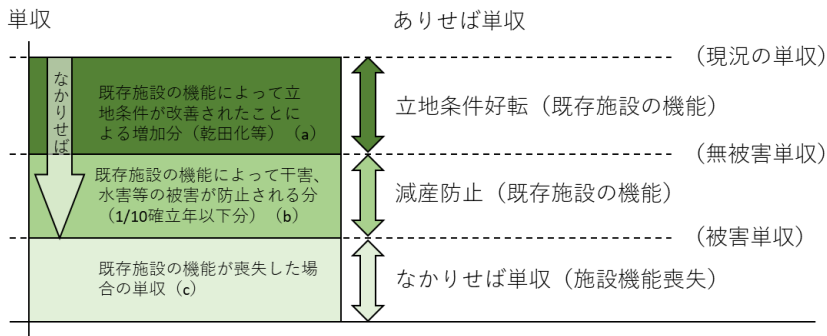 単収
ありせば単収
(現況の単収)
なかりせば
既存施設の機能によって立
地条件が改善されたことに
よる増加分（乾田化等）(a)
立地条件好転（既存施設の機能）
(無被害単収)
既存施設の機能によって干害、
水害等の被害が防止される分
（1/10確立年以下分）(b)
減産防止（既存施設の機能）
(被害単収)
既存施設の機能が喪失した場
合の単収（c）
なかりせば単収（施設機能喪失）